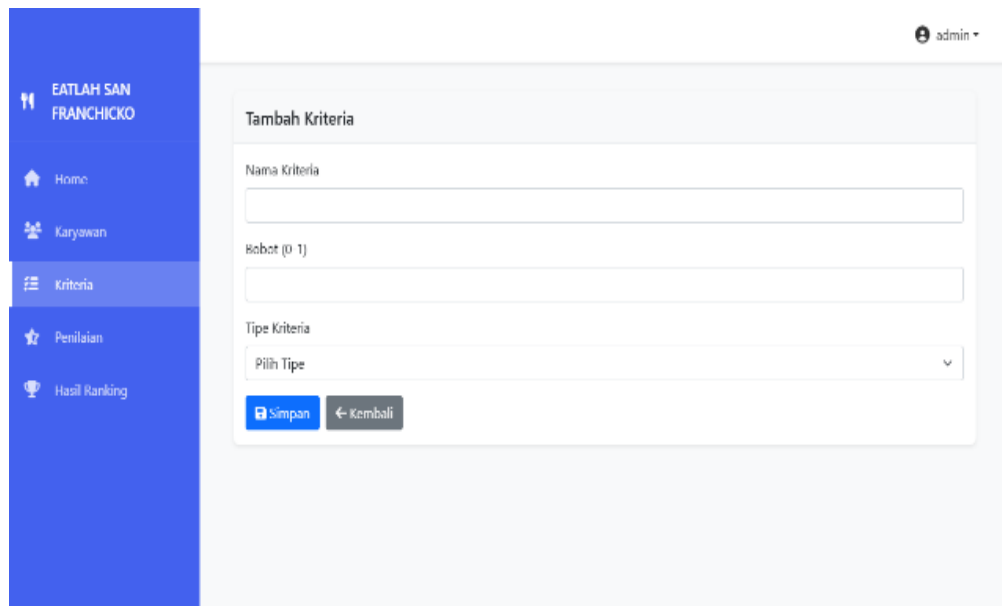 admin
EATLAH SAN
FRANCHICKO
Home
Karyawan
Kriteria
Penilaian
Hasil Ranking
Tambah Kriteria
Nama Kriteria
Bobot (0-1)
Tipe Kriteria
Pilih Tipe
Simpan
Kembali